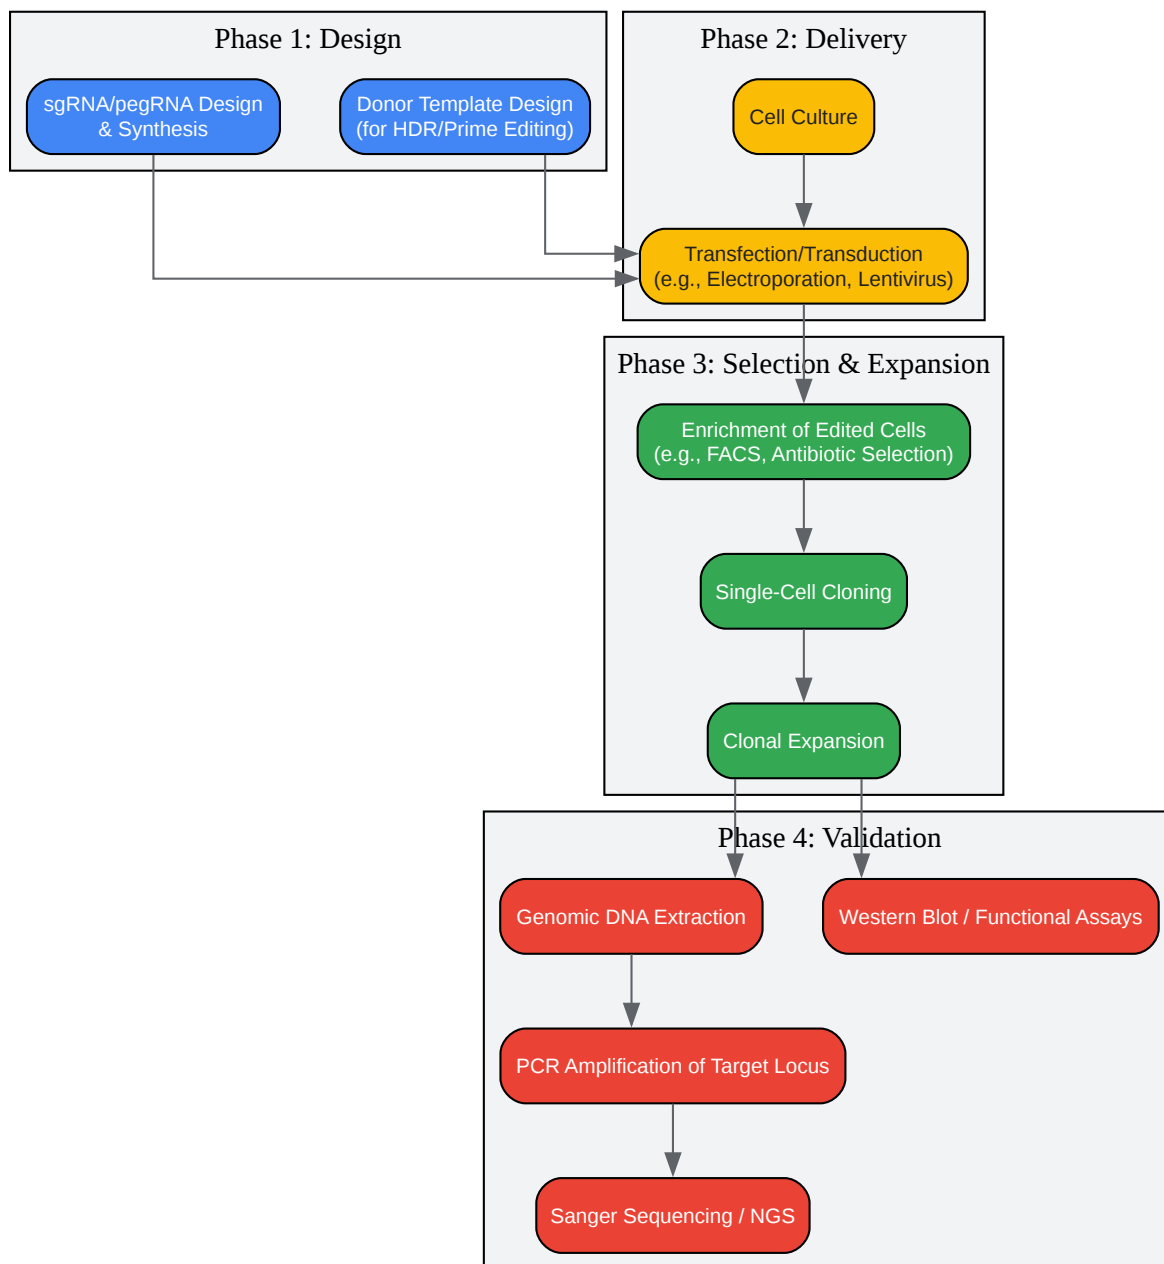 Phase 1: Design
sgRNA/pegRNA Design
& Synthesis
Donor Template Design
(for HDR/Prime Editing)
Phase 2: Delivery
Cell Culture
Transfection/Transduction
(e.g., Electroporation, Lentivirus)
Phase 3: Selection & Expansion
Enrichment of Edited Cells
(e.g., FACS, Antibiotic Selection)
Single-Cell Cloning
Clonal Expansion
Phase 4: Validation
Genomic DNA Extraction
Western Blot / Functional Assays
PCR Amplification of Target Locus
Sanger Sequencing / NGS